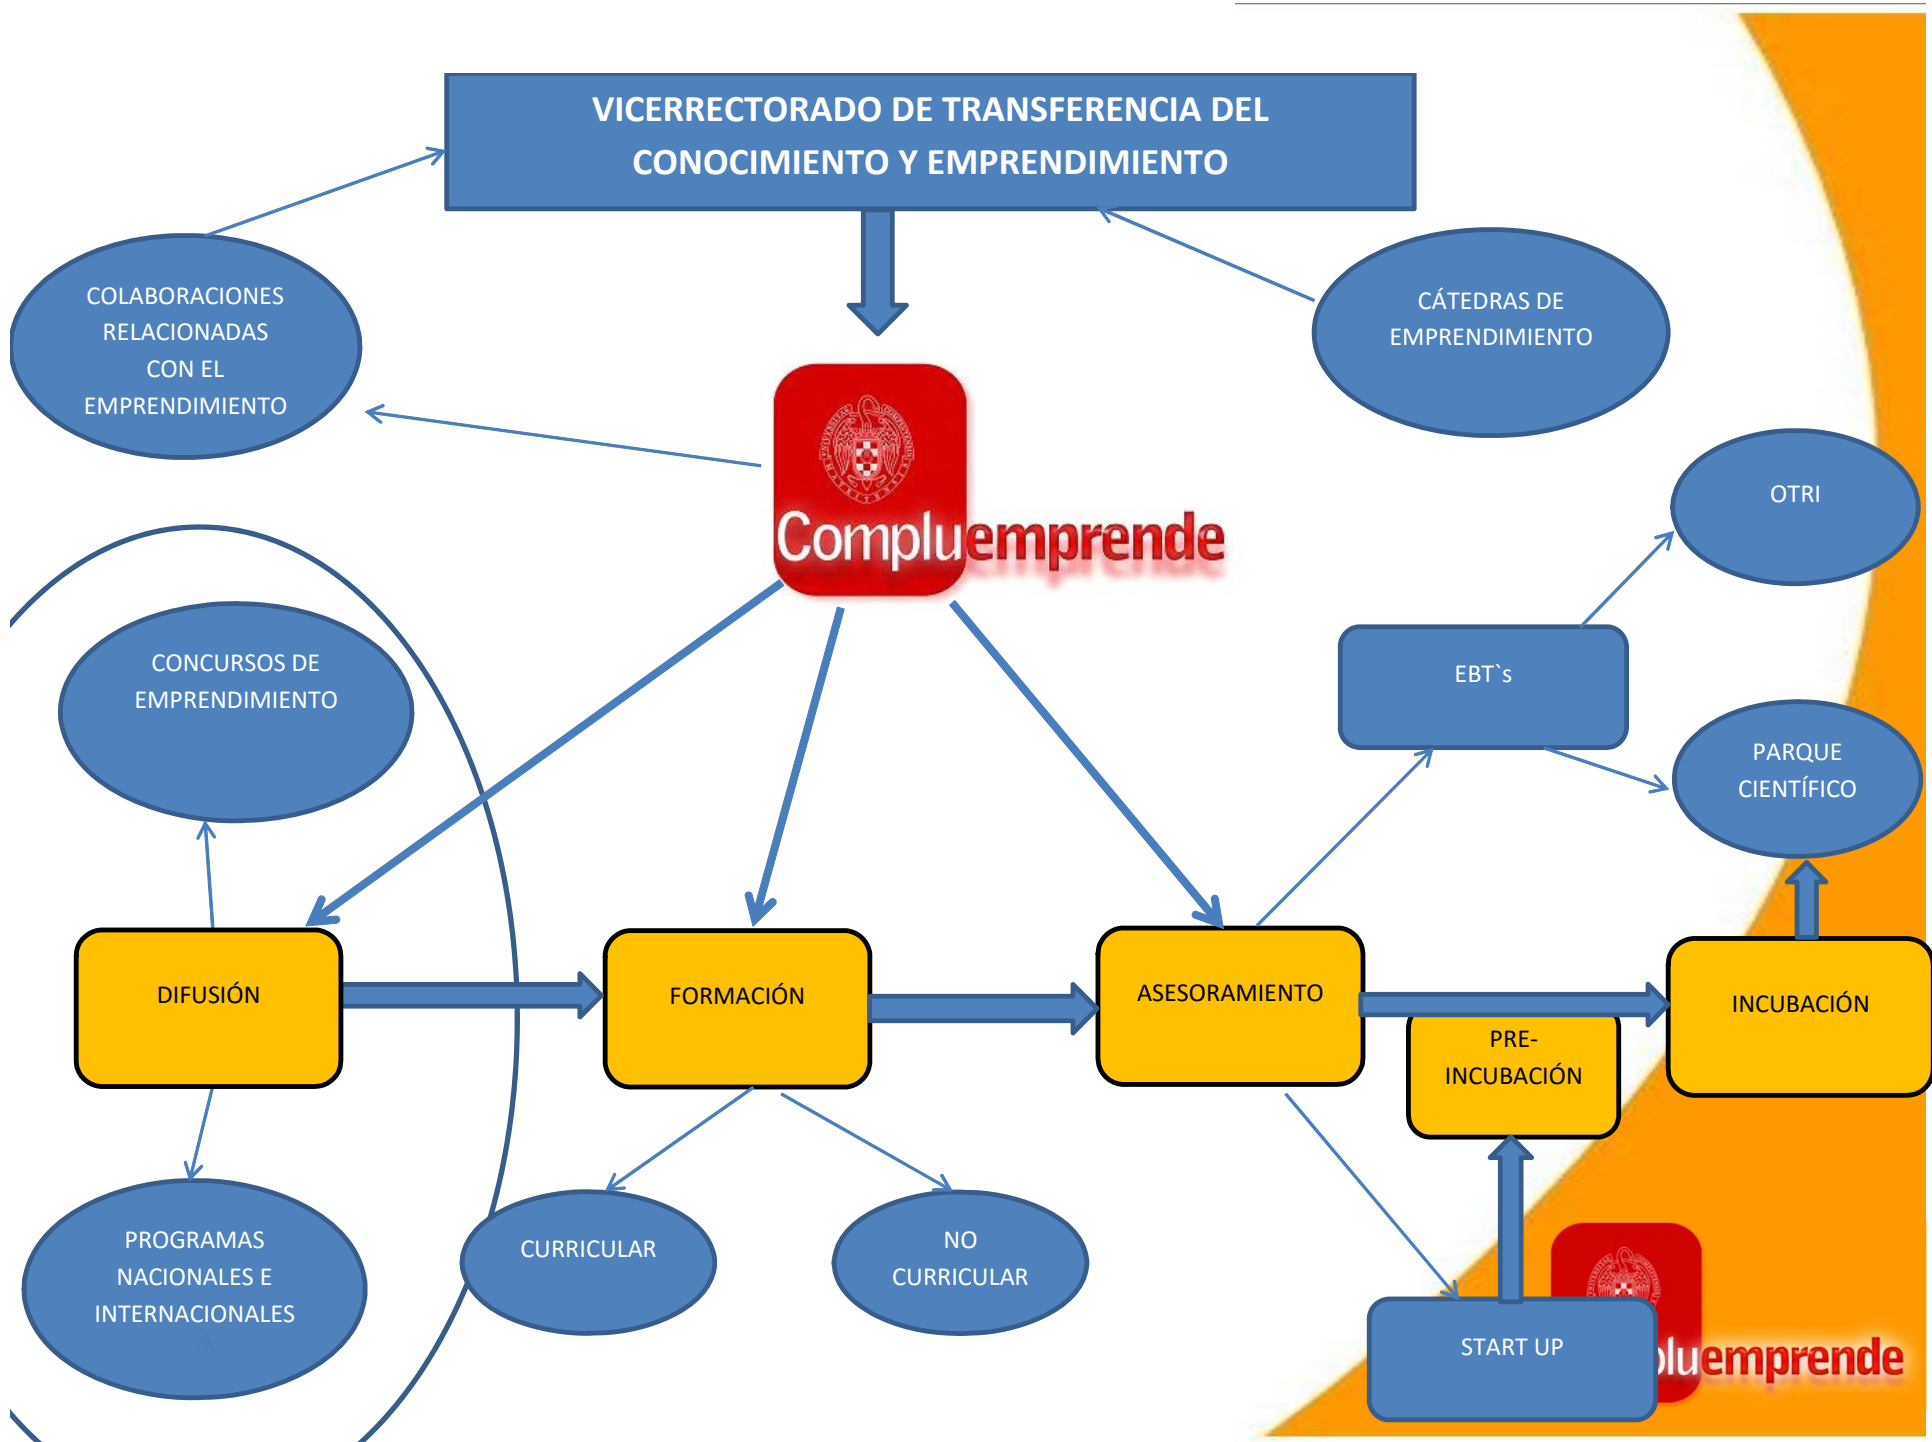 VICERRECTORADO DE TRANSFERENCIA DEL
CONOCIMIENTO Y EMPRENDIMIENTO
COLABORACIONES
RELACIONADAS
CON EL
EMPRENDIMIENTO
CÁTEDRAS DE
EMPRENDIMIENTO
Compluemprende
OTRI
CONCURSOS DE
EMPRENDIMIENTO
EBT`s
PARQUE
CIENTÍFICO
DIFUSIÓN
FORMACIÓN
ASESORAMIENTO
INCUBACIÓN
PRE-
INCUBACIÓN
PROGRAMAS
NACIONALES E
INTERNACIONALES
CURRICULAR
NO
CURRICULAR
START UP
luemprende